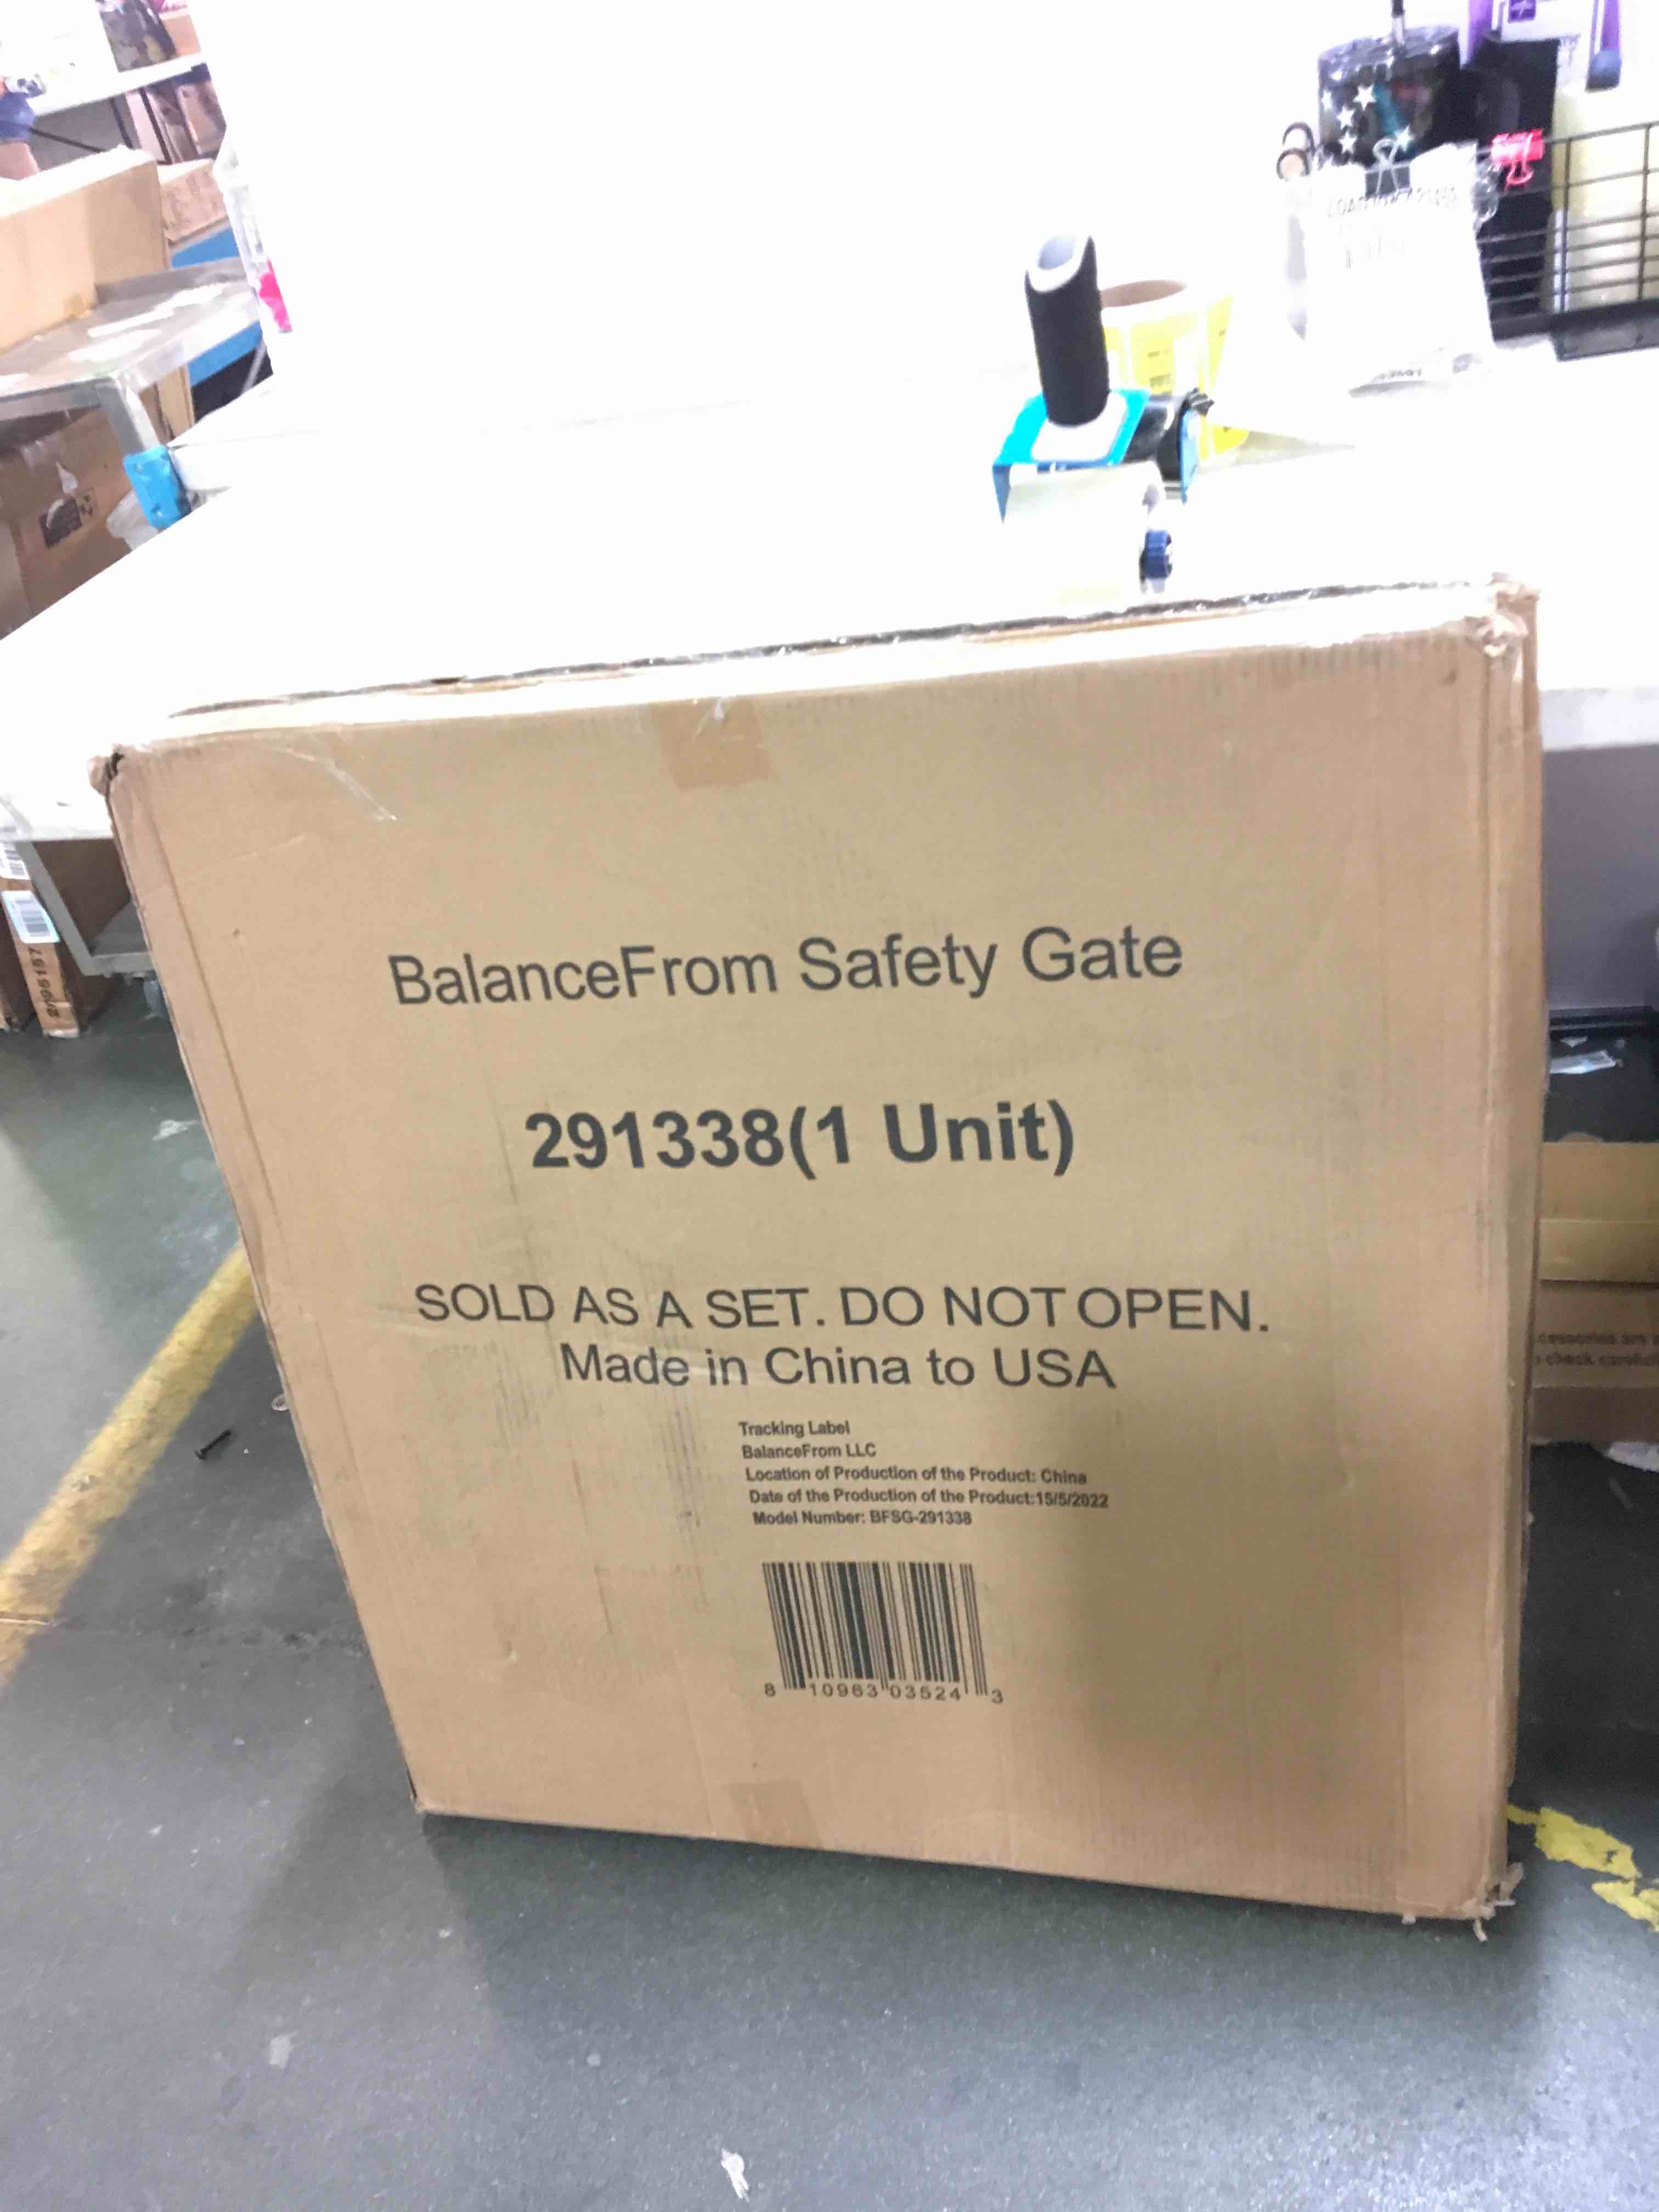 BalanceFrom Safety Gate
291338(1 Unit)
SOLD AS A SET. DO NOT OPEN.
Made in China to USA
Tracking Label
BalanceFrom LLC
Location of Production of the Product: China
Date of the Production of the Product:15/5/2022
Model Number: BFSG-291338
8 10963 03524 3